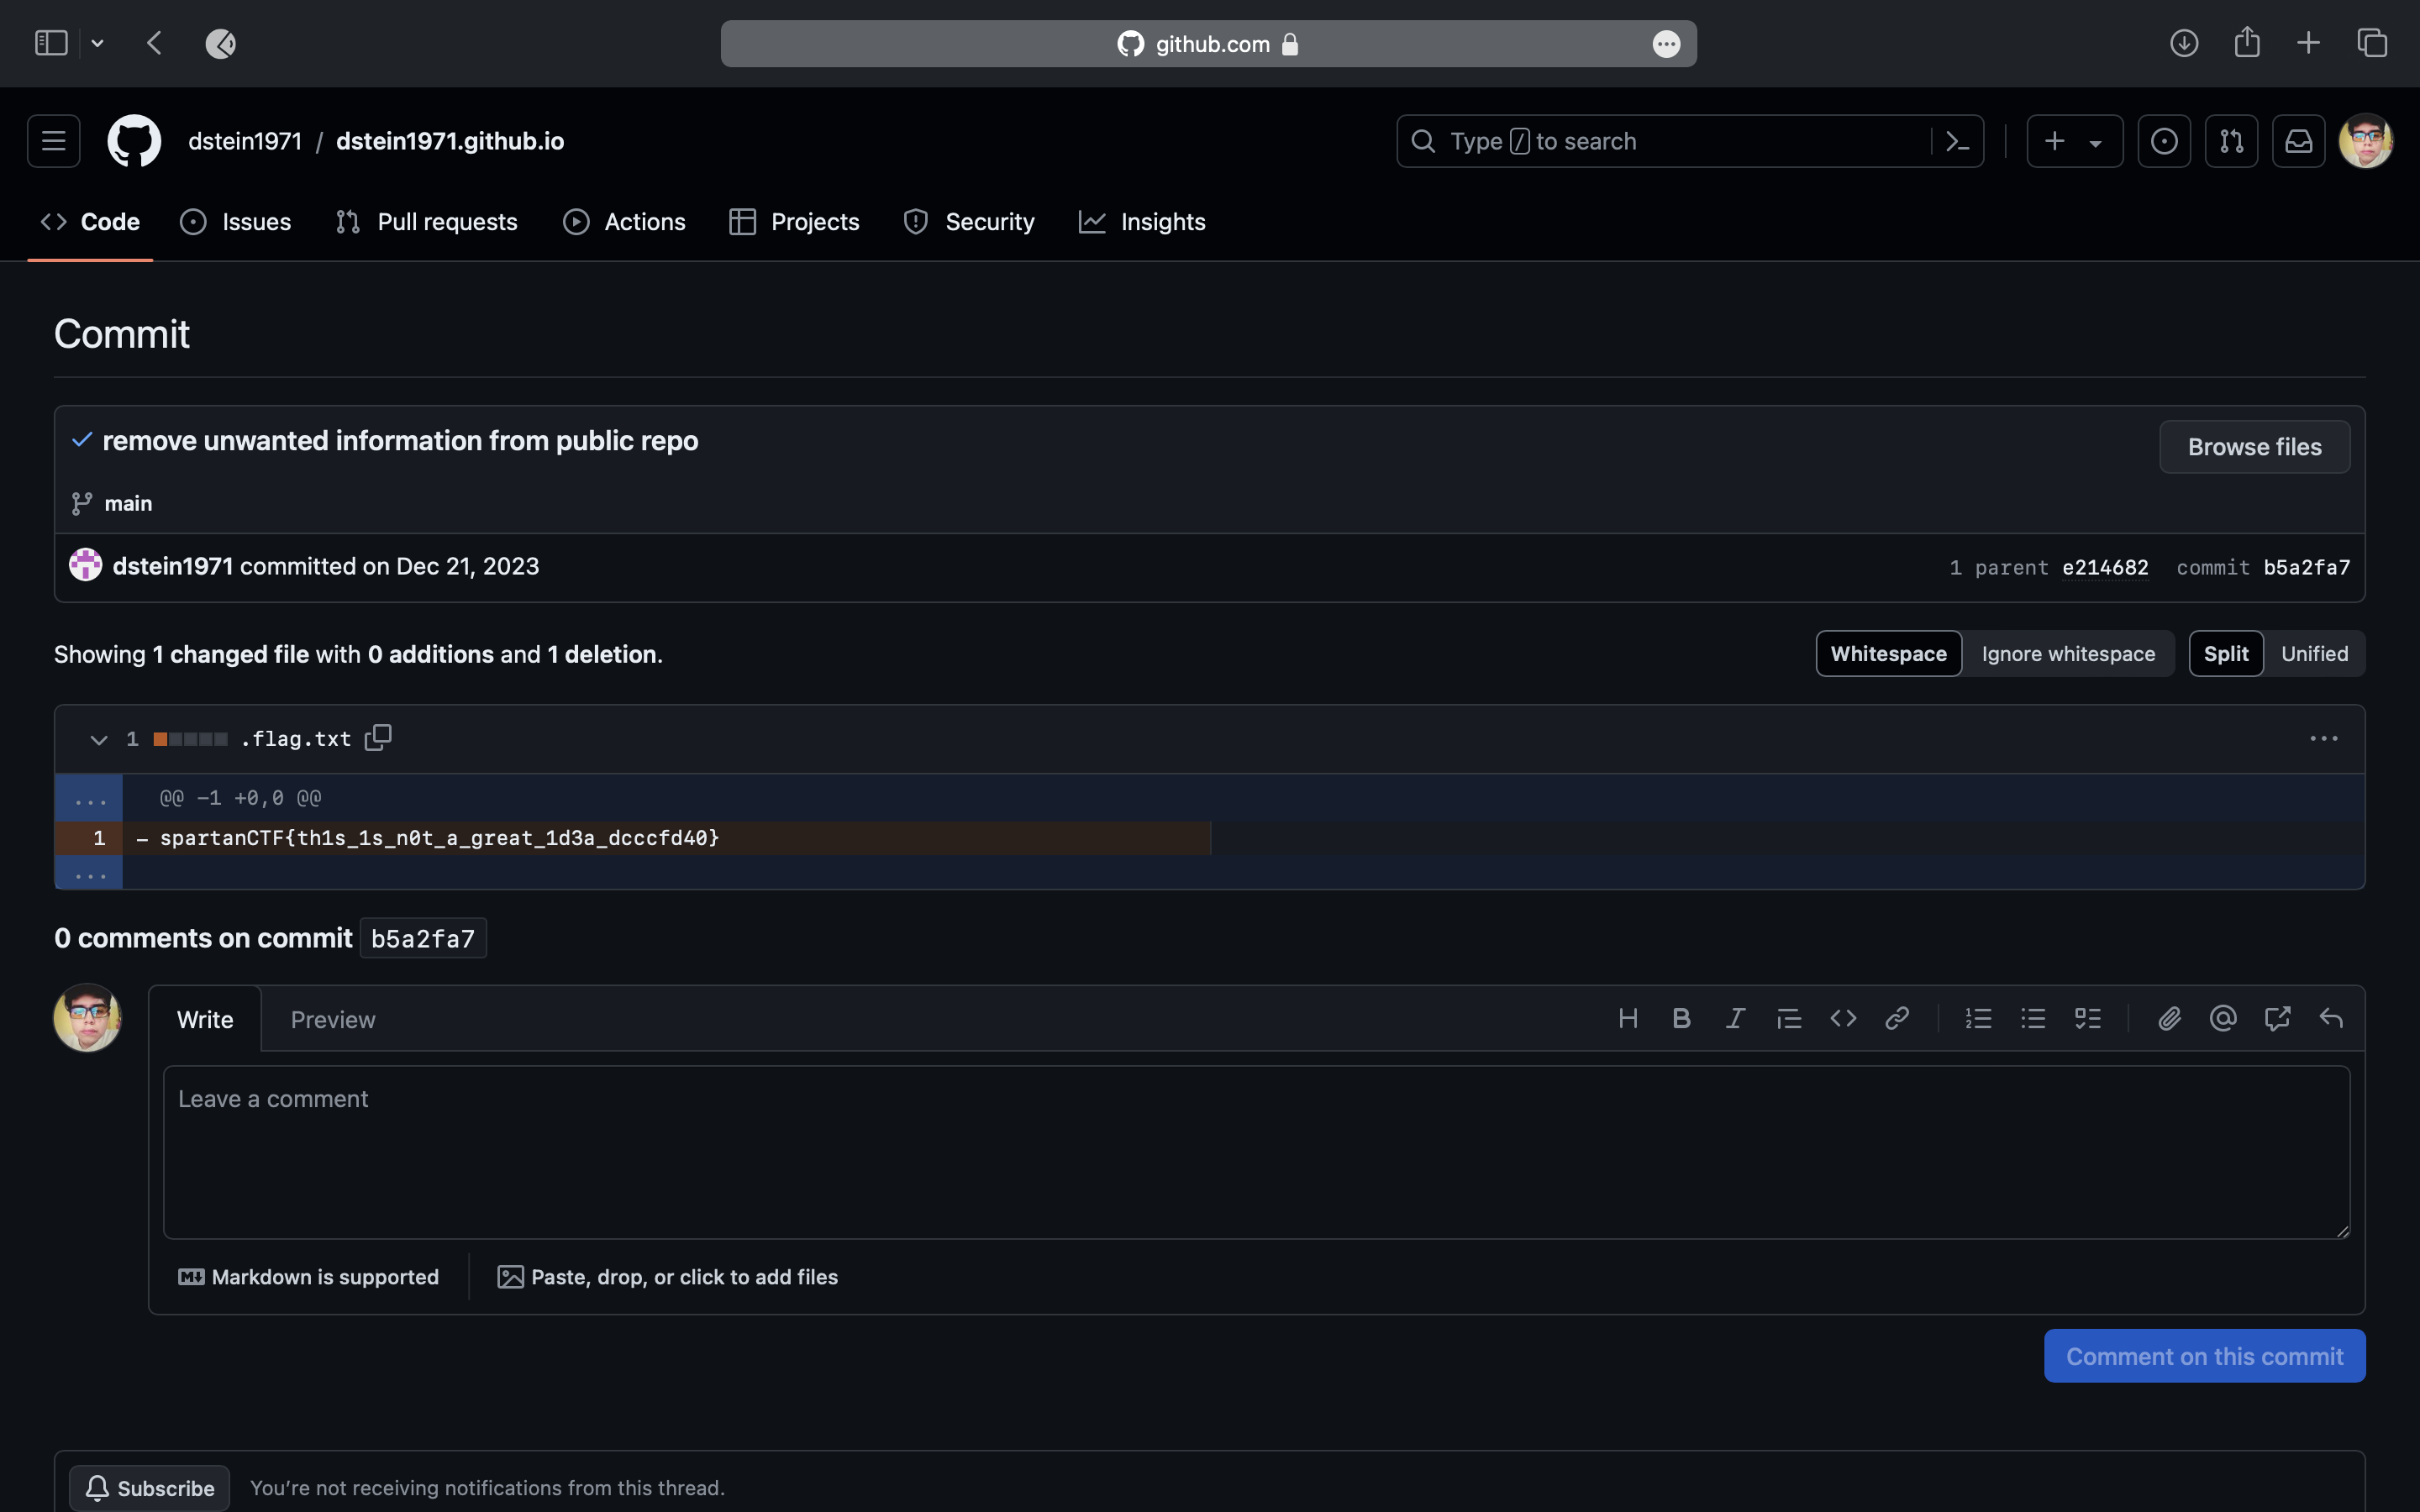 github.com
dstein1971 / dstein1971.github.io
Type / to search
Code Issues Pull requests Actions Projects Security Insights
Commit
remove unwanted information from public repo
Browse files
main
dstein1971 committed on Dec 21, 2023
1 parent e214682 commit b5a2fa7
Showing 1 changed file with 0 additions and 1 deletion.
Whitespace Ignore whitespace Split Unified
1 .flag.txt
... @@ -1 +0,0 @@
1 - spartanCTF{th1s_1s_n0t_a_great_1d3a_dcccfd40}
...
0 comments on commit b5a2fa7
Write Preview
Leave a comment
Markdown is supported Paste, drop, or click to add files
Comment on this commit
Subscribe You’re not receiving notifications from this thread.